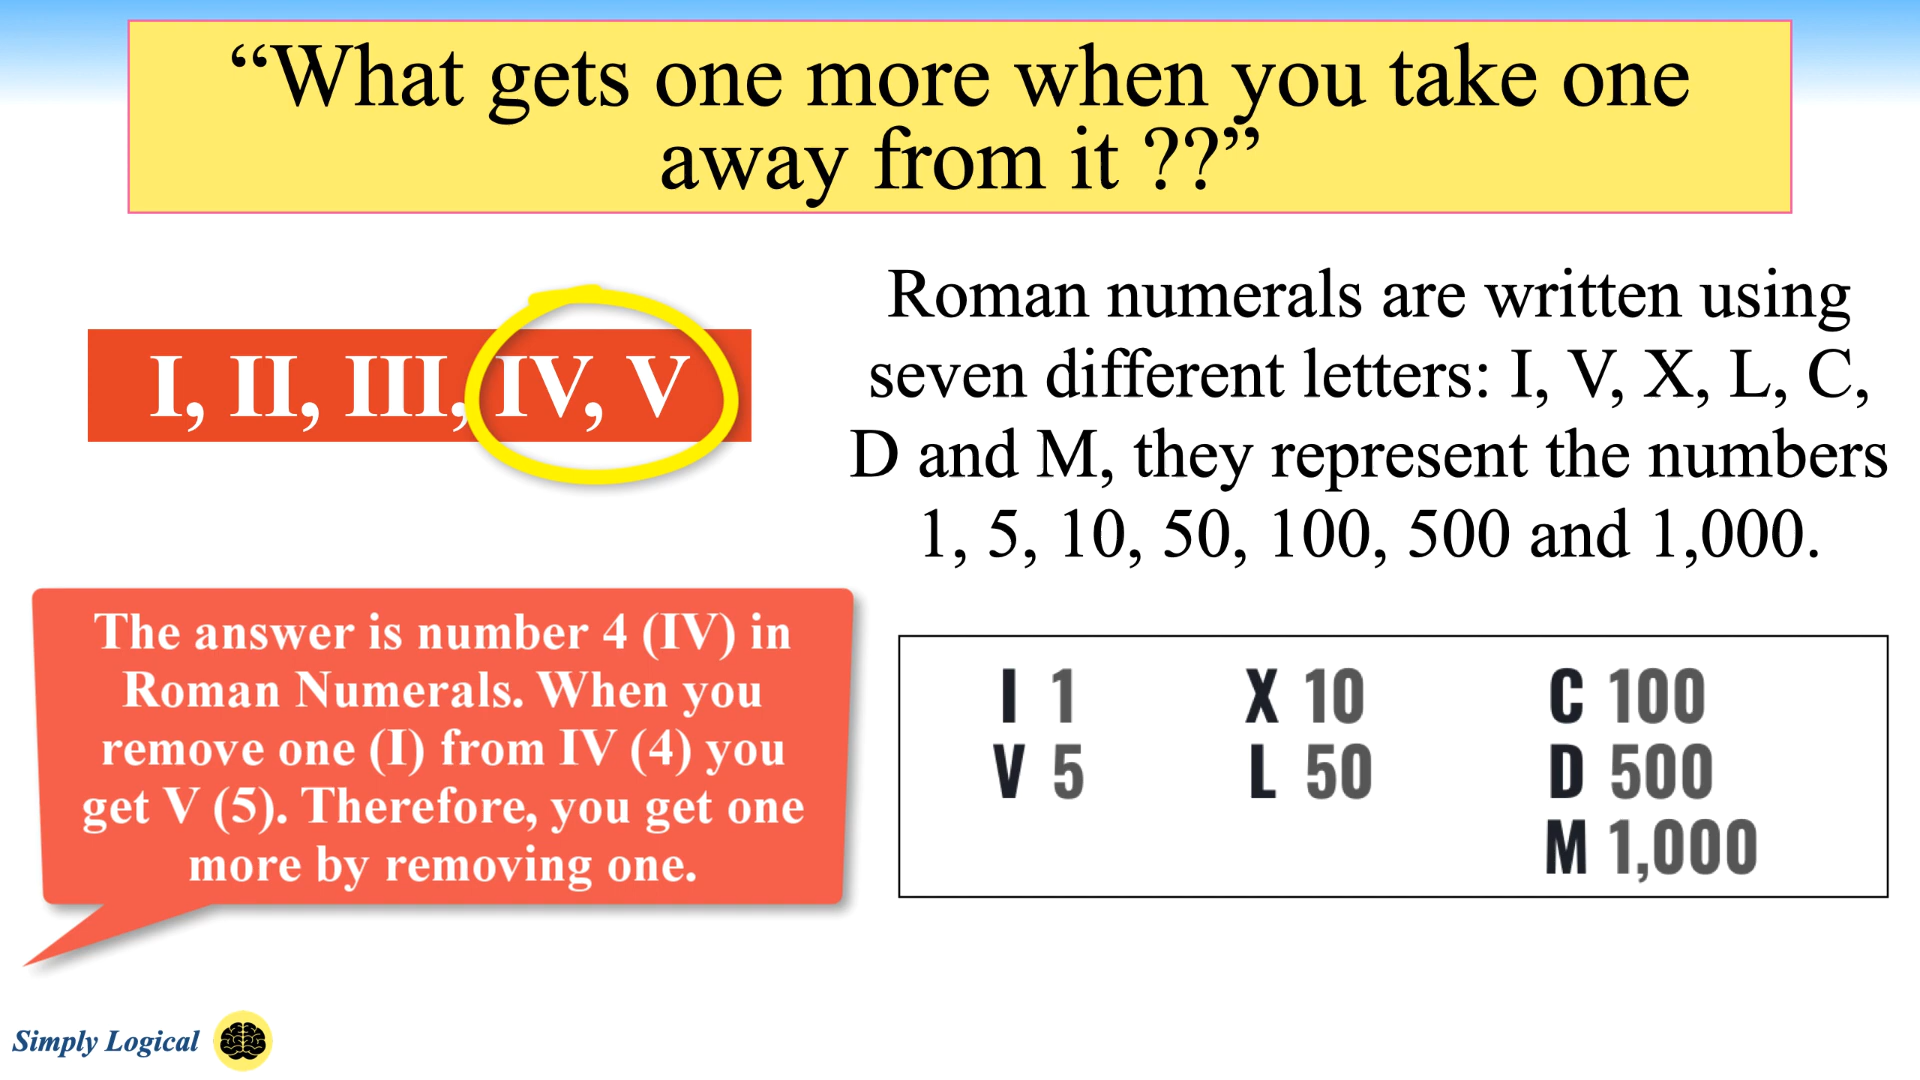 “What gets one more when you take one
away from it ??”
I, II, III, IV, V
Roman numerals are written using
seven different letters: I, V, X, L, C,
D and M, they represent the numbers
1, 5, 10, 50, 100, 500 and 1,000.
The answer is number 4 (IV) in
Roman Numerals. When you
remove one (I) from IV (4) you
get V (5). Therefore, you get one
more by removing one.
I 1 X 10 C 100
V 5 L 50 D 500
M 1,000
Simply Logical